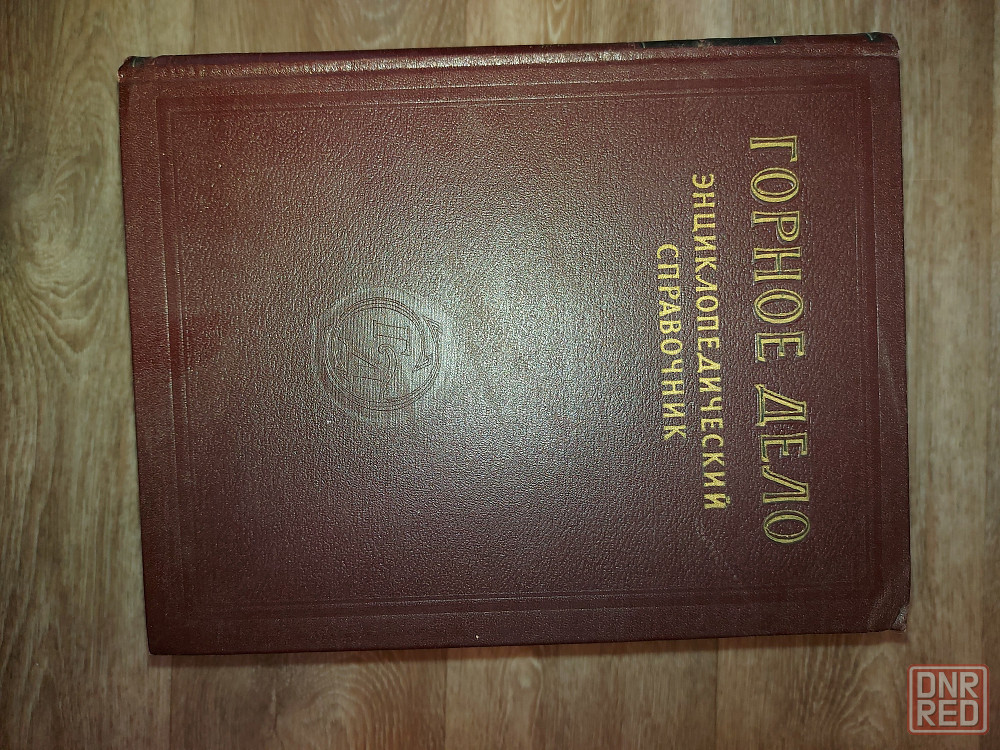 ГОРНОЕ ДЕЛО
ЭНЦИКЛОПЕДИЧЕСКИЙ
СПРАВОЧНИК
DNR
RED